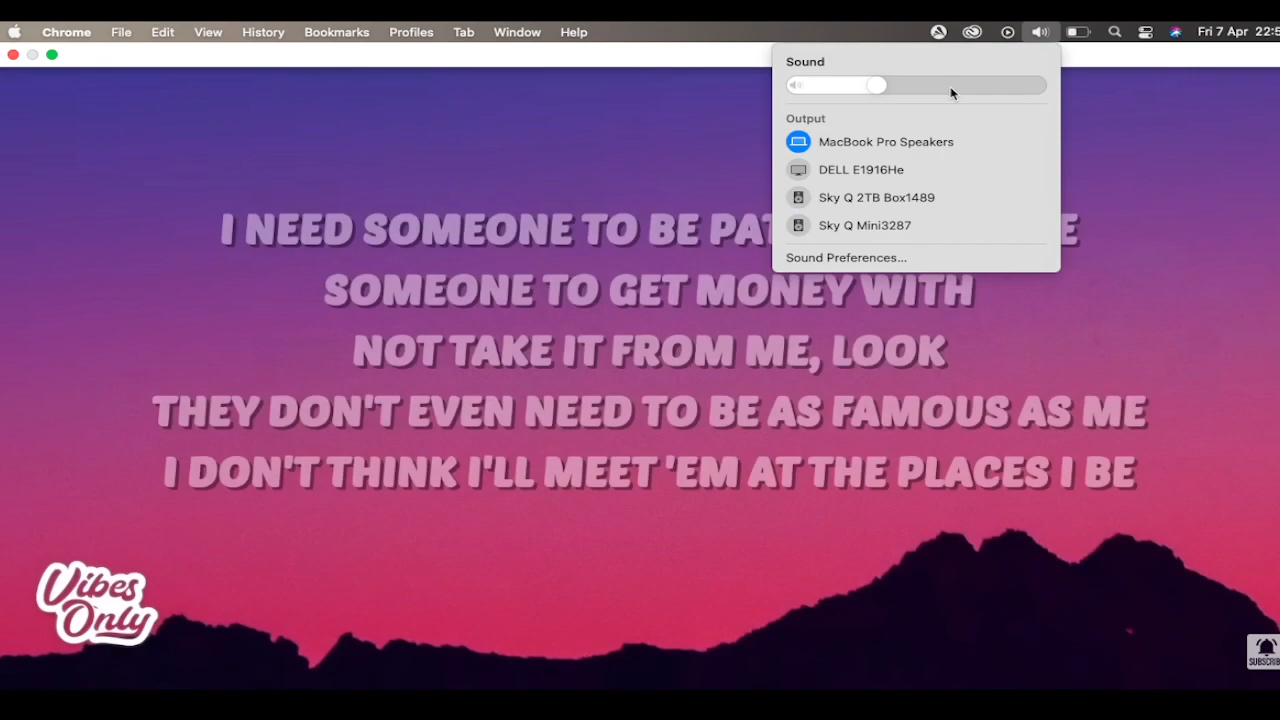 Chrome File Edit View History Bookmarks Profiles Tab Window Help Fri 7 Apr 22:5
Sound
Output
MacBook Pro Speakers
DELL E1916He
Sky Q 2TB Box1489
Sky Q Mini3287
Sound Preferences...
I NEED SOMEONE TO BE PAT E
SOMEONE TO GET MONEY WITH
NOT TAKE IT FROM ME, LOOK
THEY DON'T EVEN NEED TO BE AS FAMOUS AS ME
I DON'T THINK I'LL MEET 'EM AT THE PLACES I BE
Vibes
Only
SUBSCRIB